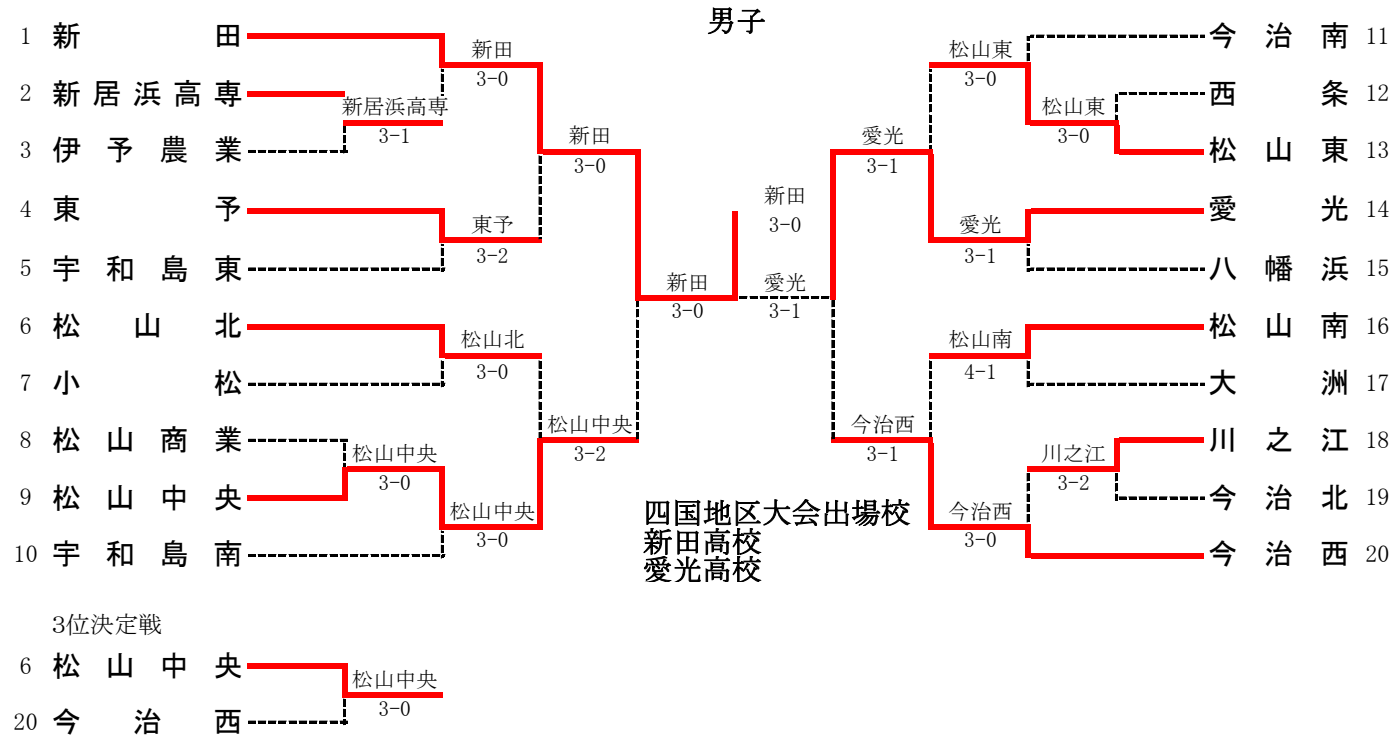 男子
1 新田
2 新居浜高専
3 伊予農業
4 東予
5 宇和島東
6 松山北
7 小松
8 松山商業
9 松山中央
10 宇和島南
新居浜高専
3-1
松山中央
3-0
新田
3-0
東予
3-2
松山北
3-0
松山中央
3-0
新田
3-0
松山中央
3-2
新田
3-0
新田
3-0
愛光
3-1
愛光
3-1
今治西
3-1
松山東
3-0
愛光
3-1
松山南
4-1
今治西
3-0
松山東
3-0
川之江
3-2
今治南 11
西条 12
松山東 13
愛光 14
八幡浜 15
松山南 16
大洲 17
川之江 18
今治北 19
今治西 20
四国地区大会出場校
新田高校
愛光高校
3位決定戦
6 松山中央
20 今治西
松山中央
3-0